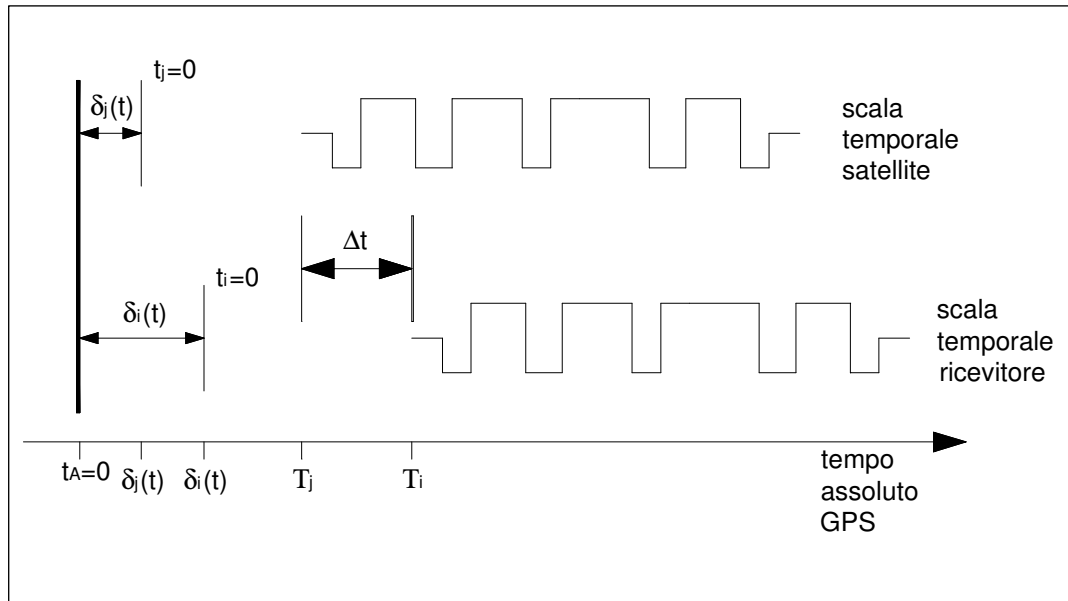 tj=0
δj(t)
scala
temporale
satellite
Δt
ti=0
δi(t)
scala
temporale
ricevitore
tA=0 δj(t) δi(t) Tj Ti
tempo
assoluto
GPS